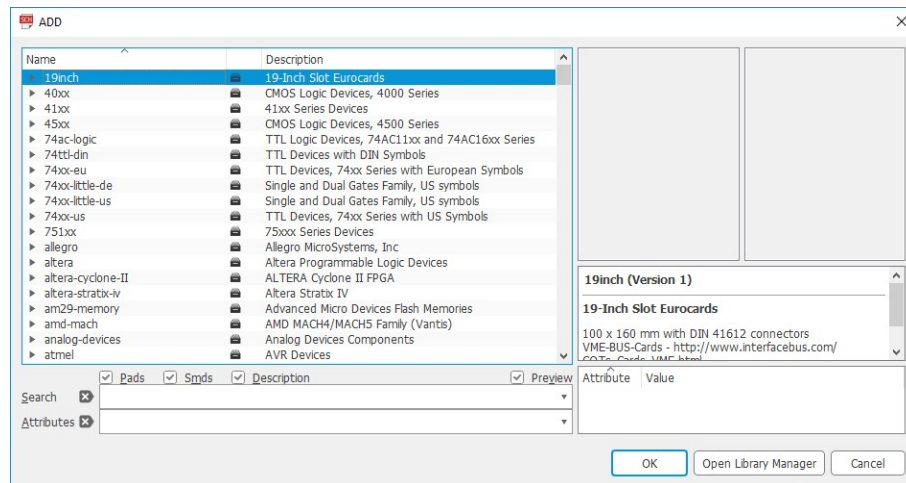 SCH ADD
Name Description
19inch 19-Inch Slot Eurocards
40xx CMOS Logic Devices, 4000 Series
41xx 41xx Series Devices
45xx CMOS Logic Devices, 4500 Series
74ac-logic TTL Logic Devices, 74AC11xx and 74AC16xx Series
74ttl-din TTL Devices with DIN Symbols
74xx-eu TTL Devices, 74xx Series with European Symbols
74xx-little-de Single and Dual Gates Family, US symbols
74xx-little-us Single and Dual Gates Family, US symbols
74xx-us TTL Devices, 74xx Series with US Symbols
751xx 75xxx Series Devices
allegro Allegro MicroSystems, Inc
altera Altera Programmable Logic Devices
altera-cyclone-II ALTERA Cyclone II FPGA
altera-stratix-iv Altera Stratix IV
am29-memory Advanced Micro Devices Flash Memories
amd-mach AMD MACH4/MACH5 Family (Vantis)
analog-devices Analog Devices Components
atmel AVR Devices
19inch (Version 1)
19-Inch Slot Eurocards
100 x 160 mm with DIN 41612 connectors
VME-BUS-Cards - http://www.interfacebus.com/
COTs_Cards_VME.html
Pads Smds Description Preview
Search
Attributes
Attribute Value
OK Open Library Manager Cancel